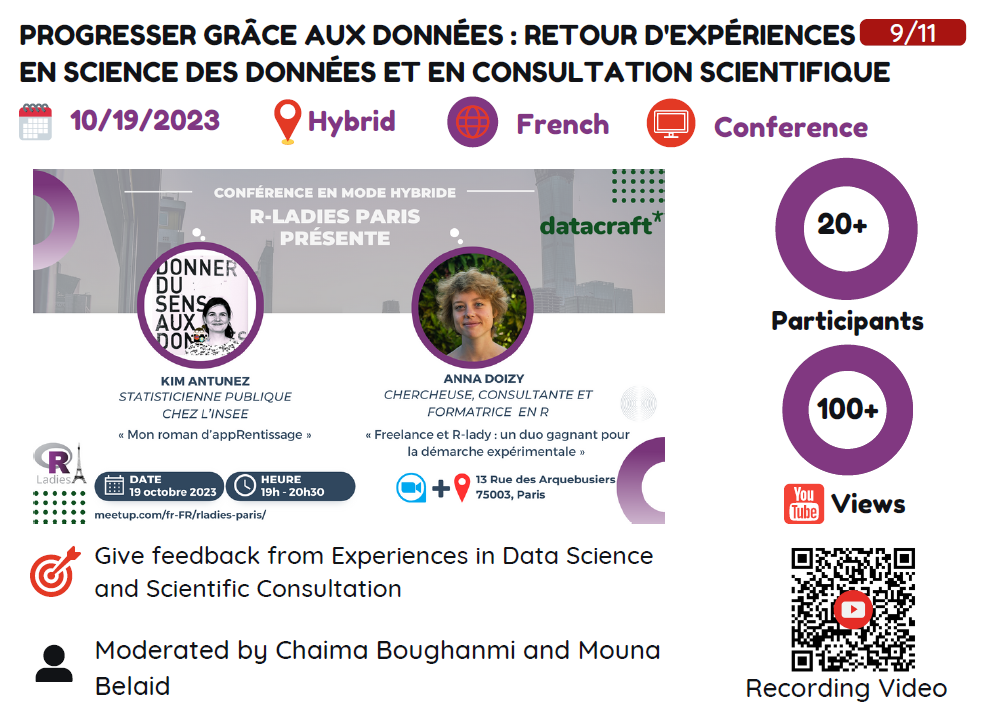 PROGRESSER GRÂCE AUX DONNÉES : RETOUR D'EXPÉRIENCES
9/11
EN SCIENCE DES DONNÉES ET EN CONSULTATION SCIENTIFIQUE
10/19/2023
Hybrid
French
Conference
CONFÉRENCE EN MODE HYBRIDE
R-LADIES PARIS
PRÉSENTE
datacraft*
DONNER
DU
SENS
AUX
DON
KIM ANTUNEZ
STATISTICIENNE PUBLIQUE
CHEZ L'INSEE
« Mon roman d'appRentissage »
ANNA DOIZY
CHERCHEUSE, CONSULTANTE ET
FORMATRICE EN R
« Freelance et R-lady : un duo gagnant pour
la démarche expérimentale »
R
Ladies
DATE
19 octobre 2023
HEURE
19h - 20h30
13 Rue des Arquebusiers
75003, Paris
meetup.com/fr-FR/rladies-paris/
20+
Participants
100+
You
Tube
Views
Give feedback from Experiences in Data Science
and Scientific Consultation
Moderated by Chaima Boughanmi and Mouna
Belaid
Recording Video